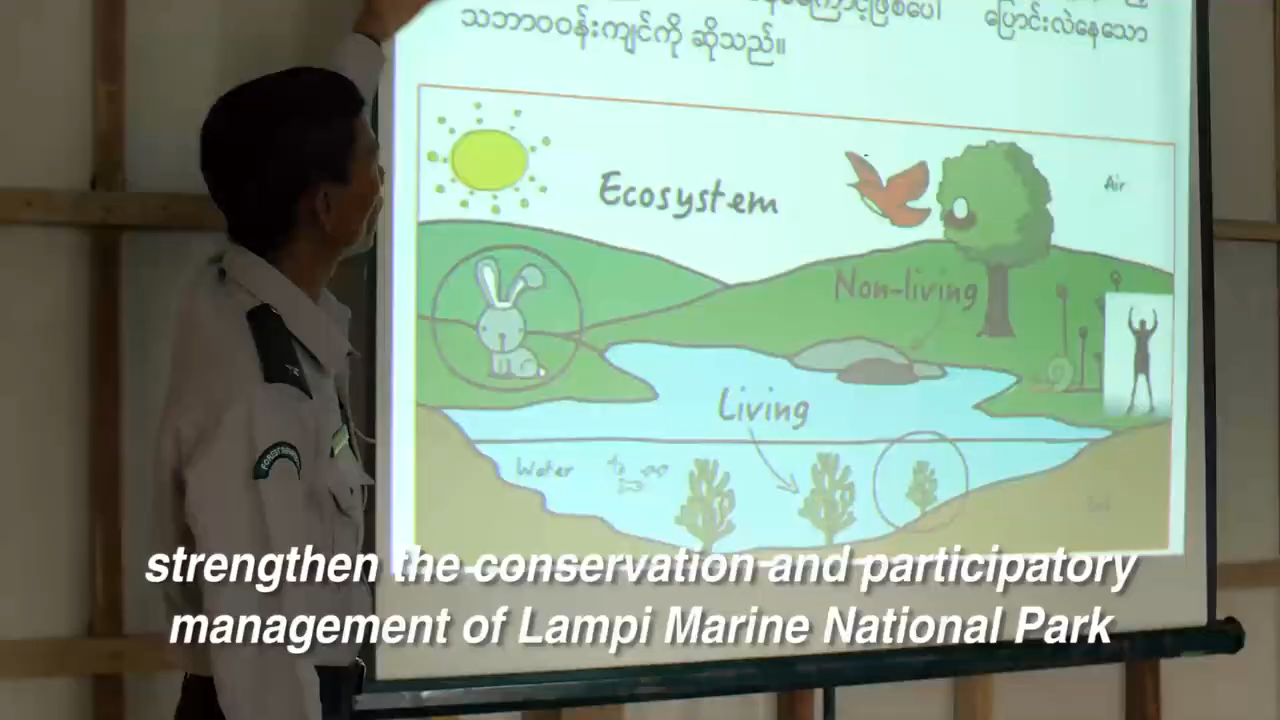 ပြောင်းလဲနေသော
သဘာဝဝန်းကျင်ကို ဆိုသည်။
Ecosystem
Air
Non-living
Living
Water
Soil
strengthen the conservation and participatory
management of Lampi Marine National Park